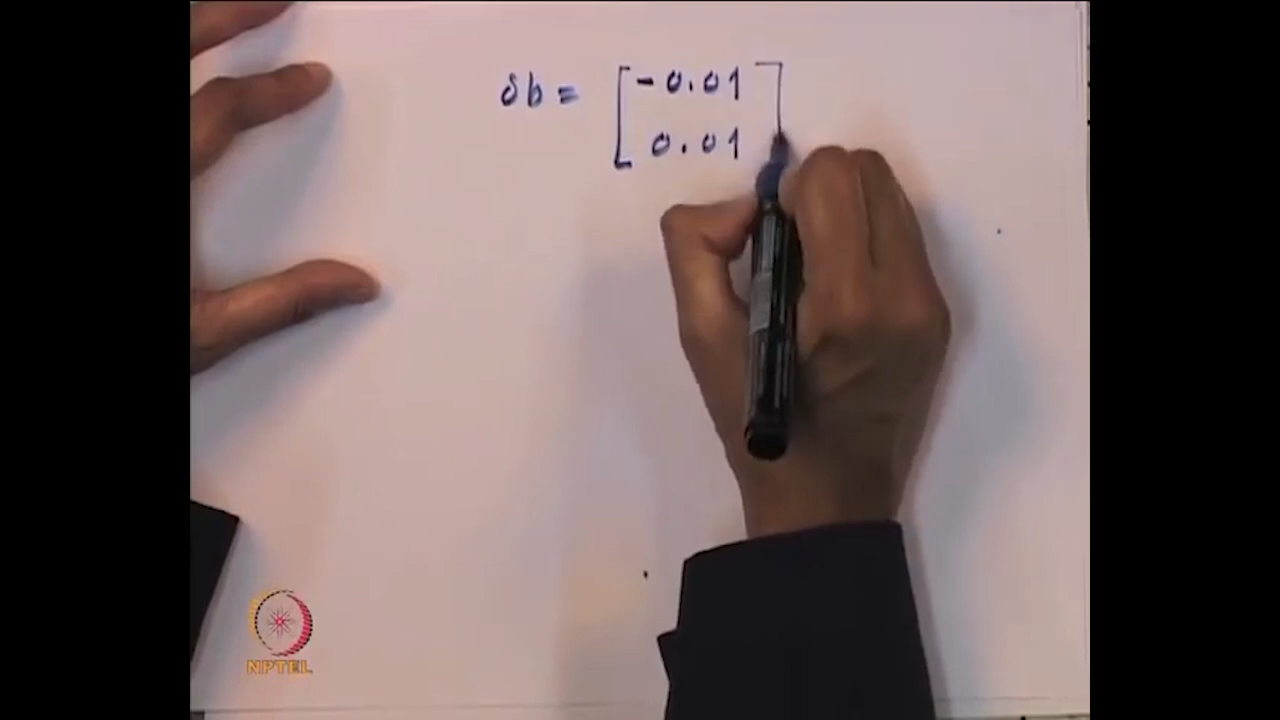 δb = [ -0.01
0.01 ]
NPTEL